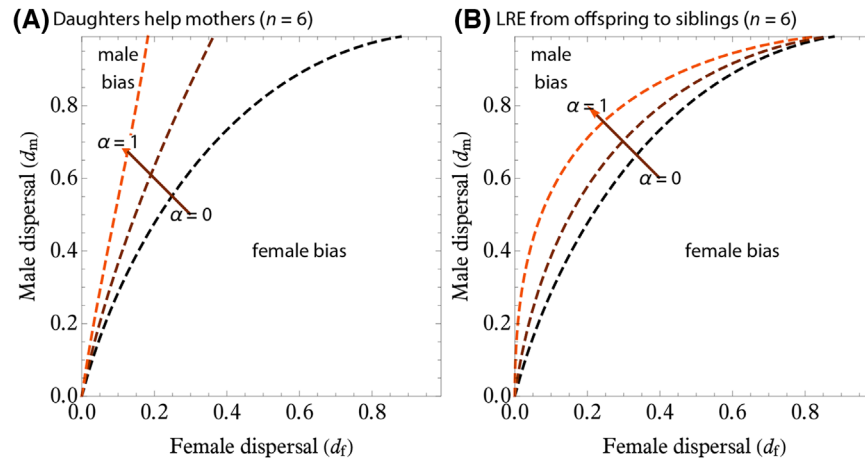 (A) Daughters help mothers (n = 6)
male
bias
α = 1
α = 0
female bias
Male dispersal (dm)
0.0
0.2
0.4
0.6
0.8
0.0
0.2
0.4
0.6
0.8
Female dispersal (df)
(B) LRE from offspring to siblings (n = 6)
male
bias
α = 1
α = 0
female bias
Male dispersal (dm)
0.0
0.2
0.4
0.6
0.8
0.0
0.2
0.4
0.6
0.8
Female dispersal (df)